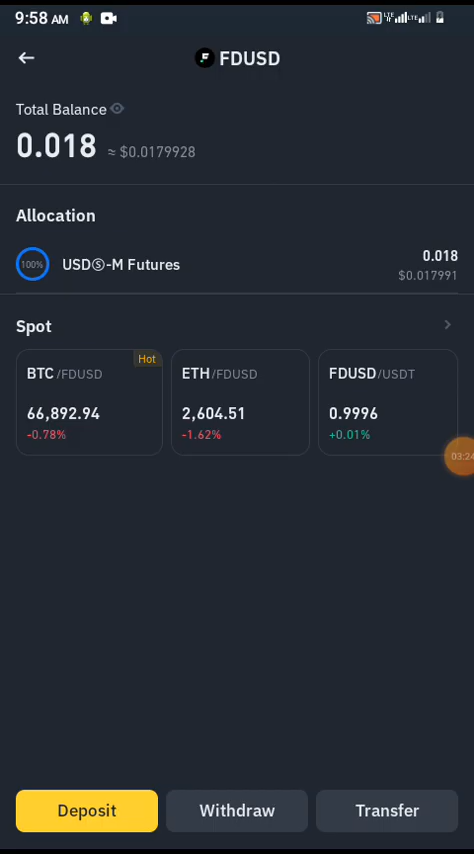 9:58 AM
FDUSD
Total Balance
0.018 ≈ $0.0179928
Allocation
100% USDⓈ-M Futures 0.018
$0.017991
Spot
Hot
BTC /FDUSD ETH/FDUSD FDUSD/USDT
66,892.94 2,604.51 0.9996
-0.78% -1.62% +0.01%
03:24
Deposit Withdraw Transfer